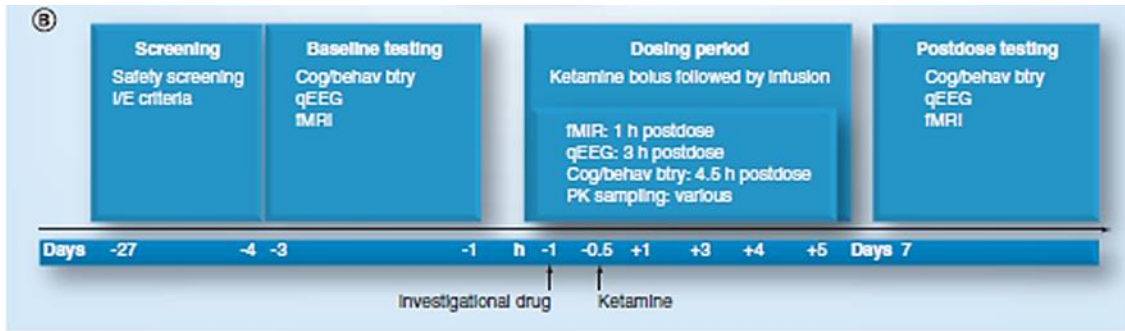 B
Screening
Safety screening
I/E criteria
Baseline testing
Cog/behav btry
qEEG
fMRI
Dosing period
Ketamine bolus followed by infusion
fMIR: 1 h postdose
qEEG: 3 h postdose
Cog/behav btry: 4.5 h postdose
PK sampling: various
Postdose testing
Cog/behav btry
qEEG
fMRI
Days -27 -4 -3 -1 h -1 -0.5 +1 +3 +4 +5 Days 7
Investigational drug Ketamine